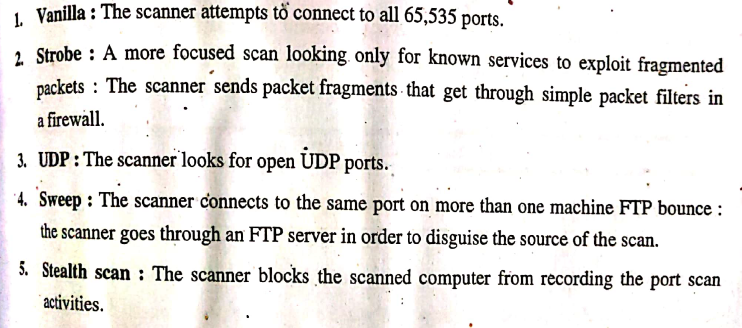 1. Vanilla : The scanner attempts to connect to all 65,535 ports.
2. Strobe : A more focused scan looking only for known services to exploit fragmented
packets : The scanner sends packet fragments that get through simple packet filters in
a firewall.
3. UDP : The scanner looks for open UDP ports.
4. Sweep : The scanner connects to the same port on more than one machine FTP bounce :
the scanner goes through an FTP server in order to disguise the source of the scan.
5. Stealth scan : The scanner blocks the scanned computer from recording the port scan
activities.